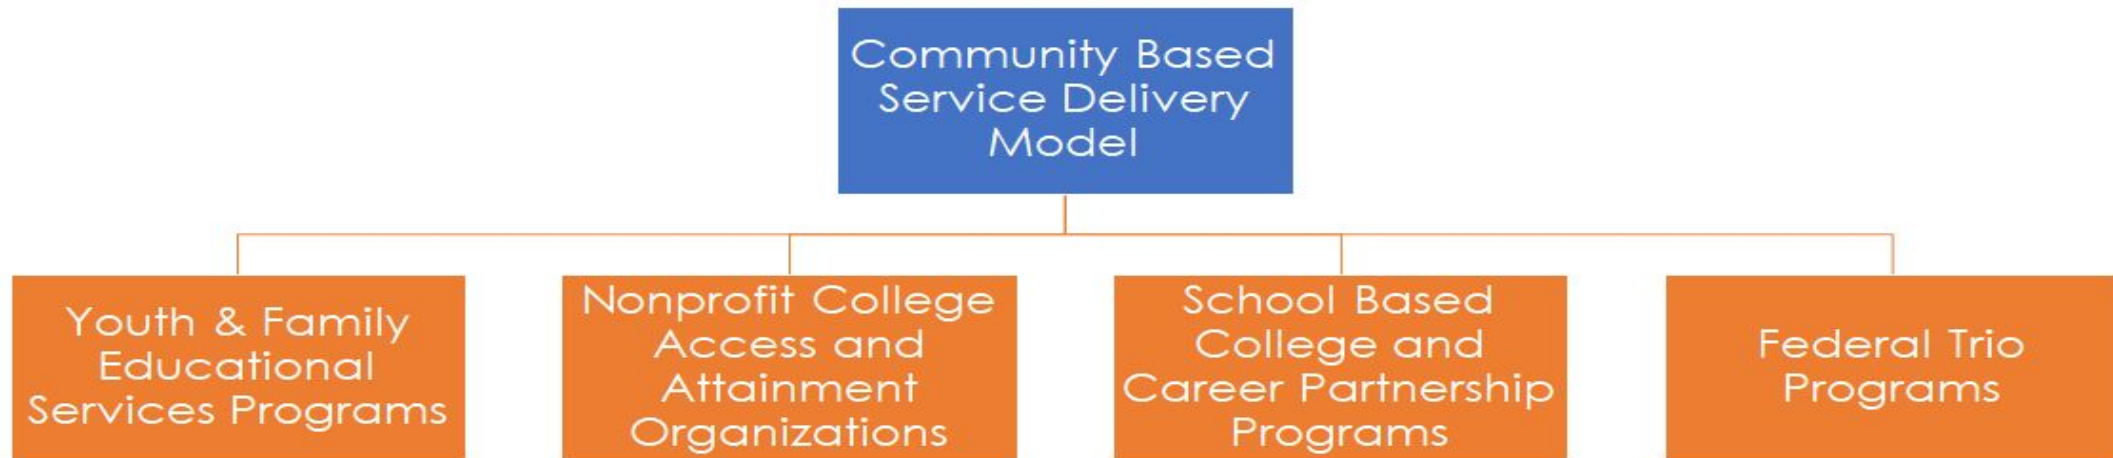 Community Based
Service Delivery
Model
Youth & Family
Educational
Services Programs
Nonprofit College
Access and
Attainment
Organizations
School Based
College and
Career Partnership
Programs
Federal Trio
Programs